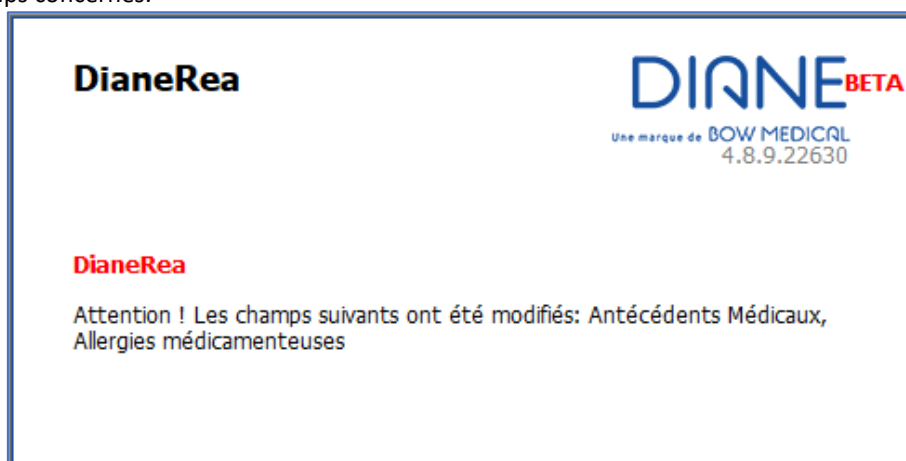 DianeRea
DIANE BETA
Une marque de BOW MEDICAL
4.8.9.22630
DianeRea
Attention ! Les champs suivants ont été modifiés: Antécédents Médicaux,
Allergies médicamenteuses